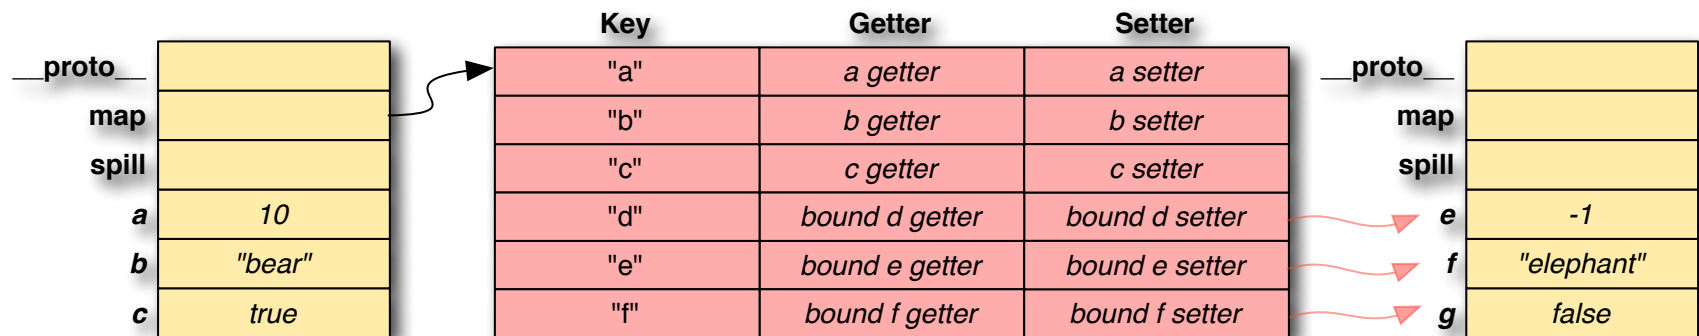 Key Getter Setter
__proto__ "a" a getter a setter __proto__
map "b" b getter b setter map
spill "c" c getter c setter spill
a 10 "d" bound d getter bound d setter e -1
b "bear" "e" bound e getter bound e setter f "elephant"
c true "f" bound f getter bound f setter g false